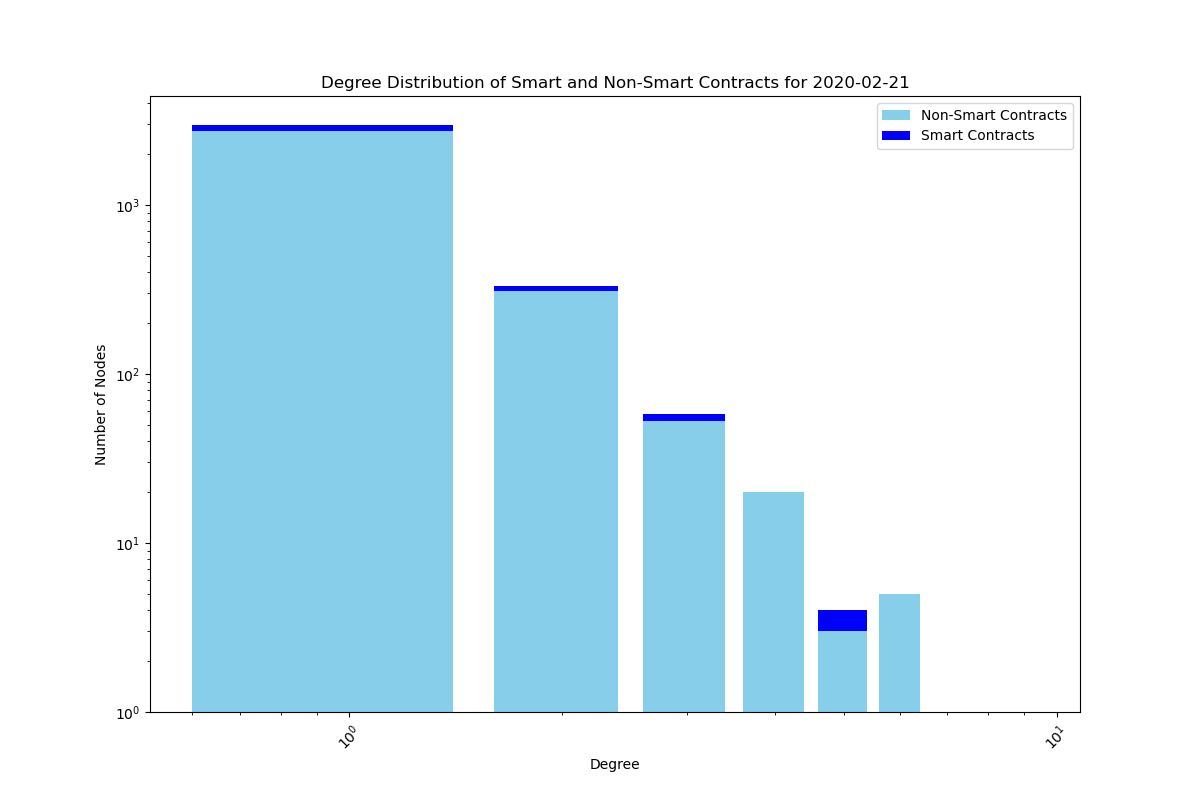 Degree Distribution of Smart and Non-Smart Contracts for 2020-02-21
Non-Smart Contracts
Smart Contracts
10³
10²
10¹
10⁰
Number of Nodes
10⁰
10¹
Degree